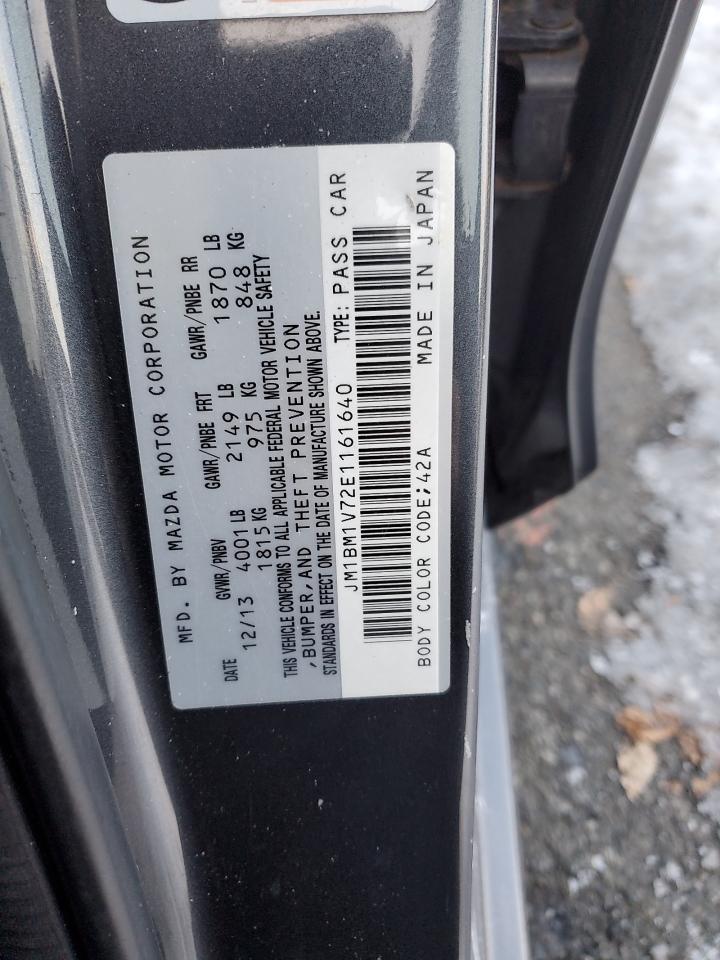 MFD. BY MAZDA MOTOR CORPORATION
DATE GVWR/PNBV GAWR/PNBE FRT GAWR/PNBE RR
12/13 4001LB 2149 LB 1870 LB
1815KG 975 KG 848 KG
THIS VEHICLE CONFORMS TO ALL APPLICABLE FEDERAL MOTOR VEHICLE SAFETY
,BUMPER,AND THEFT PREVENTION
STANDARDS IN EFFECT ON THE DATE OF MANUFACTURE SHOWN ABOVE.
JM1BM1V72E1161640 TYPE: PASS CAR
BODY COLOR CODE;42A MADE IN JAPAN